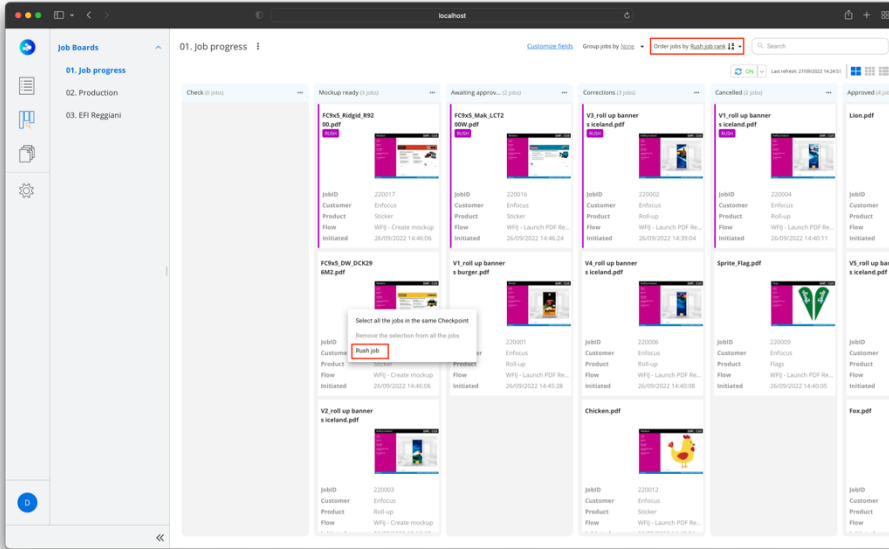 localhost
Job Boards
01. Job progress
02. Production
03. EFI Reggiani
D
01. Job progress
Customize fields
Group jobs by None
Order jobs by Rush job rank
Search
ON
Last refresh: 27/09/2022 14:24:51
Check (0 jobs)
Mockup ready (3 jobs)
Awaiting approv... (2 jobs)
Corrections (3 jobs)
Cancelled (2 jobs)
Approved (4 jo
FC9x5_Ridgid_R92
00.pdf
RUSH
JobID 220017
Customer Enfocus
Product Sticker
Flow WFIJ - Create mockup
Initiated 26/09/2022 14:46:06
FC9x5_DW_DCK29
6M2.pdf
JobID
Custome
Product Sticker
Flow WFIJ - Create mockup
Initiated 26/09/2022 14:46:06
V2_roll up banner
s iceland.pdf
JobID 220003
Customer Enfocus
Product Roll-up
Flow WFIJ - Create mockup
FC9x5_Mak_LCT2
00W.pdf
RUSH
JobID 220016
Customer Enfocus
Product Sticker
Flow WFIJ - Launch PDF Re...
Initiated 26/09/2022 14:46:24
V1_roll up banner
s burger.pdf
220001
er Enfocus
Product Roll-up
Flow WFIJ - Launch PDF Re...
Initiated 26/09/2022 14:45:28
Select all the jobs in the same Checkpoint
Remove the selection from all the jobs
Rush job
V3_roll up banner
s iceland.pdf
RUSH
JobID 220002
Customer Enfocus
Product Roll-up
Flow WFIJ - Launch PDF Re...
Initiated 26/09/2022 14:39:04
V4_roll up banner
s iceland.pdf
JobID 220006
Customer Enfocus
Product Roll-up
Flow WFIJ - Launch PDF Re...
Initiated 26/09/2022 14:40:08
Chicken.pdf
JobID 220012
Customer Enfocus
Product Sticker
Flow WFIJ - Launch PDF Re...
V1_roll up banner
s iceland.pdf
RUSH
JobID 220004
Customer Enfocus
Product Roll-up
Flow WFIJ - Launch PDF Re...
Initiated 26/09/2022 14:40:11
Sprite_Flag.pdf
JobID 220009
Customer Enfocus
Product Flags
Flow WFIJ - Launch PDF Re...
Initiated 26/09/2022 14:40:05
Lion.pdf
JobID
Customer
Product
Flow
Initiated
V5_roll up ban
s iceland.pdf
JobID
Customer
Product
Flow
Initiated
Fox.pdf
JobID
Customer
Product
Flow